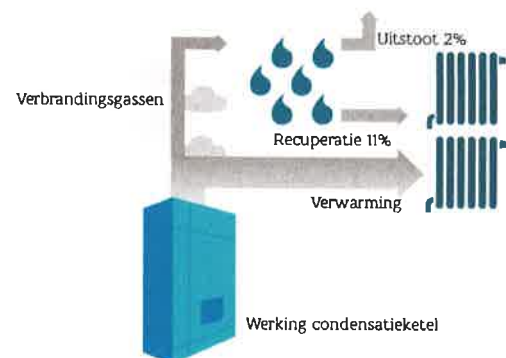 Uitstoot 2%
Verbrandingsgassen
Recuperatie 11%
Verwarming
Werking condensatieketel